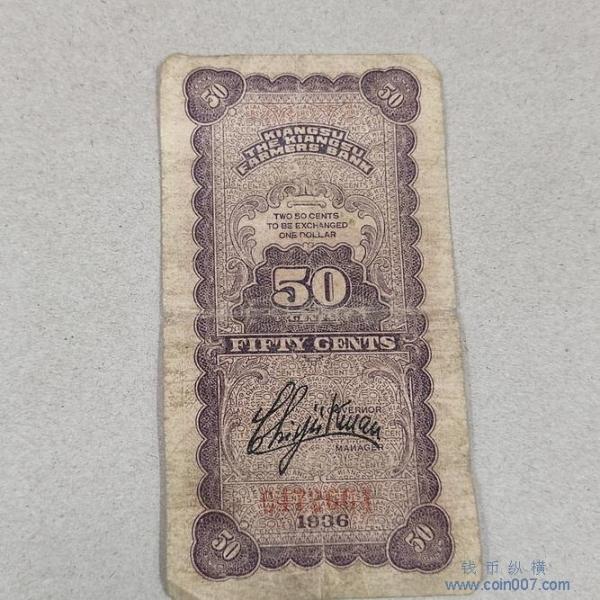 50 50
KIANGSU
THE KIANGSU
FARMERS' BANK
TWO 50 CENTS
TO BE EXCHANGED
ONE DOLLAR
50
CENTS
FIFTY CENTS
GOVERNOR
MANAGER
1936
50 50
钱币纵横
www.coin007.com